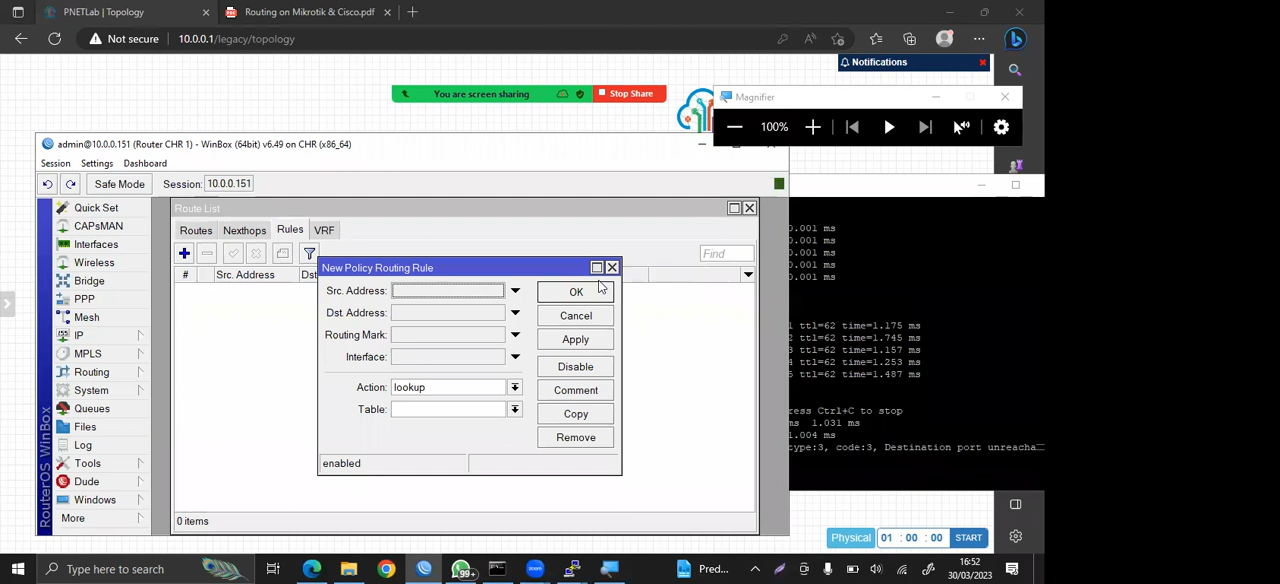 PNETLab | Topology
Routing on Mikrotik & Cisco.pdf
Not secure
10.0.0.1/legacy/topology
Notifications
You are screen sharing
Stop Share
Magnifier
100%
admin@10.0.0.151 (Router CHR 1) - WinBox (64bit) v6.49 on CHR (x86_64)
Session Settings Dashboard
Safe Mode Session: 10.0.0.151
Quick Set
CAPsMAN
Interfaces
Wireless
Bridge
PPP
Mesh
IP
MPLS
Routing
System
Queues
Files
Log
Tools
Dude
Windows
More
RouterOS WinBox
Route List
Routes Nexthops Rules VRF
Find
# Src. Address Dst
New Policy Routing Rule
Src. Address:
Dst. Address:
Routing Mark:
Interface:
Action: lookup
Table:
OK
Cancel
Apply
Disable
Comment
Copy
Remove
enabled
0 items
0.001 ms
0.001 ms
0.001 ms
0.001 ms
0.001 ms
ttl=62 time=1.175 ms
ttl=62 time=1.745 ms
ttl=62 time=1.157 ms
ttl=62 time=1.253 ms
ttl=62 time=1.487 ms
ress Ctrl+C to stop
ms 1.031 ms
1.004 ms
type:3, code:3, Destination port unreacha
Physical 01 : 00 : 00 START
Type here to search
99+
Pred...
16:52
30/03/2023